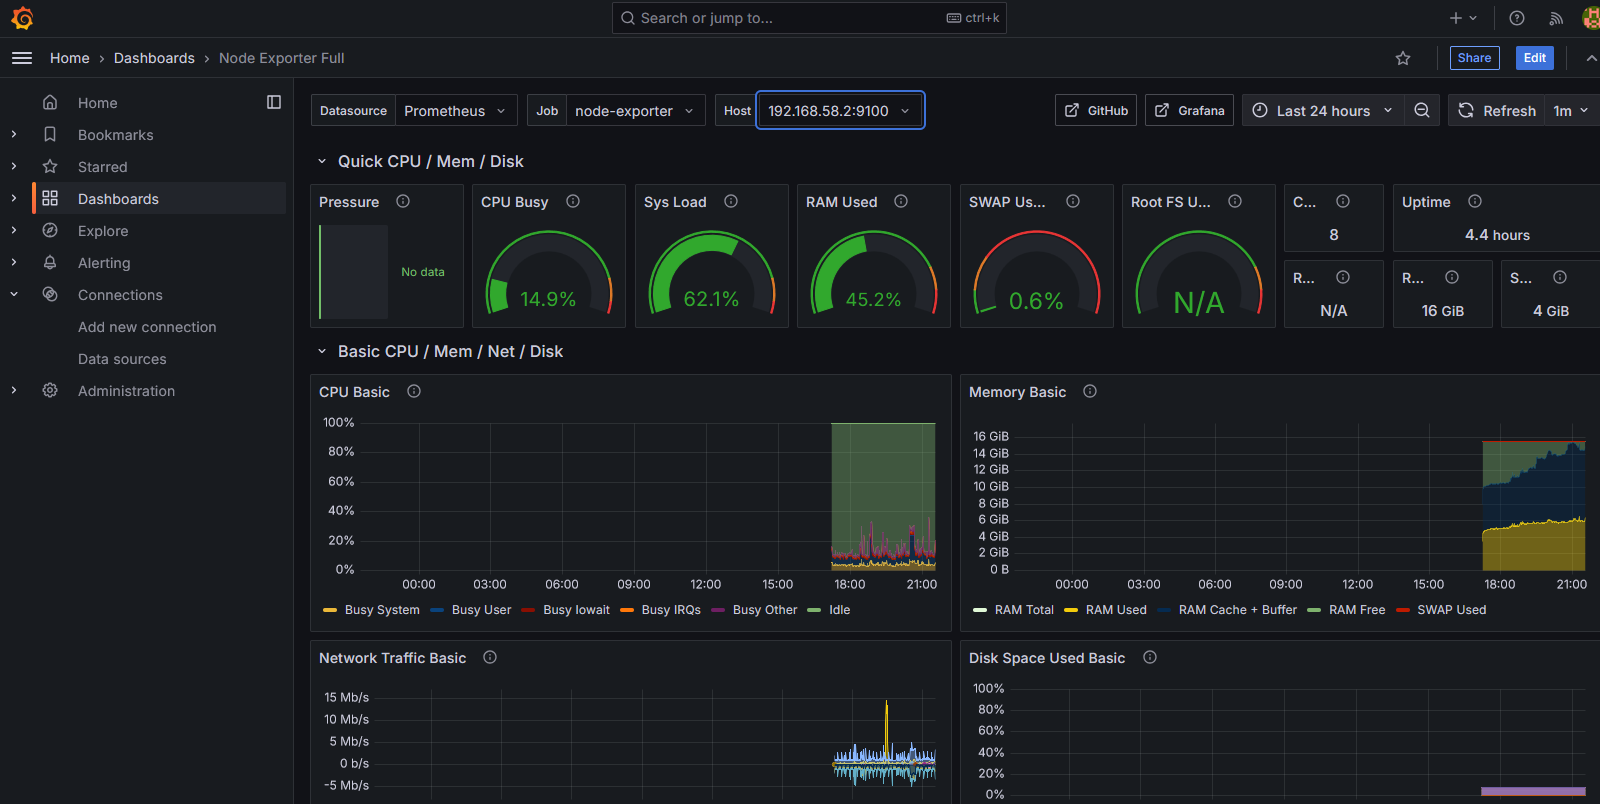 Search or jump to...
ctrl+k
Home › Dashboards › Node Exporter Full
Share
Edit
Home
Bookmarks
Starred
Dashboards
Explore
Alerting
Connections
Add new connection
Data sources
Administration
Datasource Prometheus
Job node-exporter
Host 192.168.58.2:9100
GitHub
Grafana
Last 24 hours
Refresh 1m
Quick CPU / Mem / Disk
Pressure
No data
CPU Busy
14.9%
Sys Load
62.1%
RAM Used
45.2%
SWAP Us...
0.6%
Root FS U...
N/A
C...
8
Uptime
4.4 hours
R...
N/A
R...
16 GiB
S...
4 GiB
Basic CPU / Mem / Net / Disk
CPU Basic
100%
80%
60%
40%
20%
0%
00:00 03:00 06:00 09:00 12:00 15:00 18:00 21:00
Busy System Busy User Busy Iowait Busy IRQs Busy Other Idle
Memory Basic
16 GiB
14 GiB
12 GiB
10 GiB
8 GiB
6 GiB
4 GiB
2 GiB
0 B
00:00 03:00 06:00 09:00 12:00 15:00 18:00 21:00
RAM Total RAM Used RAM Cache + Buffer RAM Free SWAP Used
Network Traffic Basic
15 Mb/s
10 Mb/s
5 Mb/s
0 b/s
-5 Mb/s
Disk Space Used Basic
100%
80%
60%
40%
20%
0%